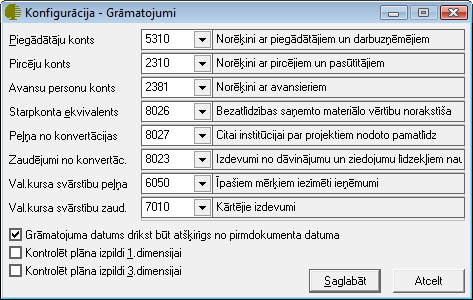 Konfigurācija - Grāmatojumi
Piegādātāju konts 5310 Norēķini ar piegādātājiem un darbuzņēmējiem
Pircēju konts 2310 Norēķini ar pircējiem un pasūtītājiem
Avansu personu konts 2381 Norēķini ar avansieriem
Starpkonta ekvivalents 8026 Bezatlīdzības saņemto materiālo vērtību norakstīša
Peļņa no konvertācijas 8027 Citai institūcijai par projektiem nodoto pamatlīdz
Zaudējumi no konvertāc. 8023 Izdevumi no dāvinājumu un ziedojumu līdzekļiem nau
Val.kursa svārstību peļņa 6050 Īpašiem mērķiem iezīmēti ieņēmumi
Val.kursa svārstību zaud. 7010 Kārtējie izdevumi
Grāmatojuma datums drīkst būt atšķirīgs no pirmdokumenta datuma
Kontrolēt plāna izpildi 1.dimensijai
Kontrolēt plāna izpildi 3.dimensijai
Saglabāt Atcelt